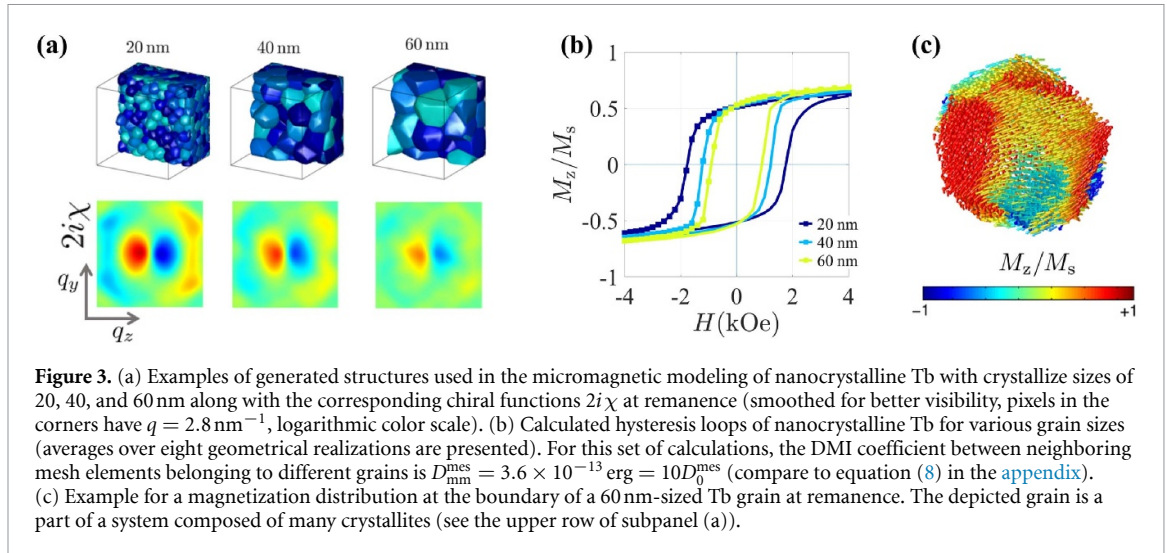 (a)
20 nm
40 nm
60 nm
2iχ
q_y
q_z
(b)
M_z/M_s
1
0.5
0
-0.5
-1
20 nm
40 nm
60 nm
-4
-2
0
2
4
H(kOe)
(c)
M_z/M_s
−1
+1
Figure 3. (a) Examples of generated structures used in the micromagnetic modeling of nanocrystalline Tb with crystallize sizes of
20, 40, and 60 nm along with the corresponding chiral functions 2iχ at remanence (smoothed for better visibility, pixels in the
corners have q = 2.8 nm⁻¹, logarithmic color scale). (b) Calculated hysteresis loops of nanocrystalline Tb for various grain sizes
(averages over eight geometrical realizations are presented). For this set of calculations, the DMI coefficient between neighboring
mesh elements belonging to different grains is D_mm^mes = 3.6 × 10⁻¹³ erg = 10D_0^mes (compare to equation (8) in the appendix).
(c) Example for a magnetization distribution at the boundary of a 60 nm-sized Tb grain at remanence. The depicted grain is a
part of a system composed of many crystallites (see the upper row of subpanel (a)).